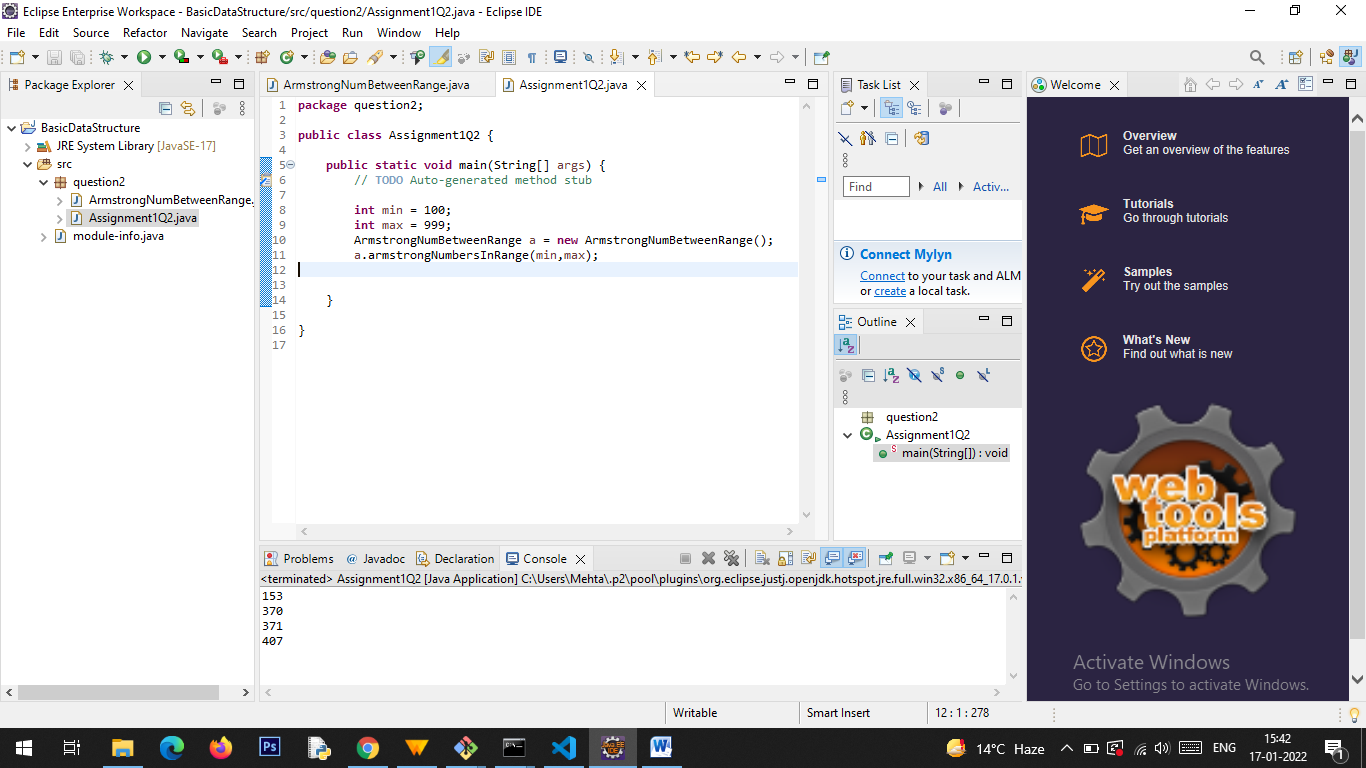 Eclipse Enterprise Workspace - BasicDataStructure/src/question2/Assignment1Q2.java - Eclipse IDE
File Edit Source Refactor Navigate Search Project Run Window Help
Package Explorer
BasicDataStructure
JRE System Library [JavaSE-17]
src
question2
ArmstrongNumBetweenRange.
Assignment1Q2.java
module-info.java
ArmstrongNumBetweenRange.java
Assignment1Q2.java
1 package question2;
2
3 public class Assignment1Q2 {
4
5 public static void main(String[] args) {
6 // TODO Auto-generated method stub
7
8 int min = 100;
9 int max = 999;
10 ArmstrongNumBetweenRange a = new ArmstrongNumBetweenRange();
11 a.armstrongNumbersInRange(min,max);
12
13
14 }
15
16 }
17
Task List
Find All Activ...
Connect Mylyn
Connect to your task and ALM
or create a local task.
Outline
question2
Assignment1Q2
main(String[]) : void
Welcome
Overview
Get an overview of the features
Tutorials
Go through tutorials
Samples
Try out the samples
What's New
Find out what is new
web
tools
platform
Activate Windows
Go to Settings to activate Windows.
Problems Javadoc Declaration Console
<terminated> Assignment1Q2 [Java Application] C:\Users\Mehta\.p2\pool\plugins\org.eclipse.justj.openjdk.hotspot.jre.full.win32.x86_64_17.0.1.
153
370
371
407
Writable Smart Insert 12 : 1 : 278
14°C Haze ENG 15:42
17-01-2022